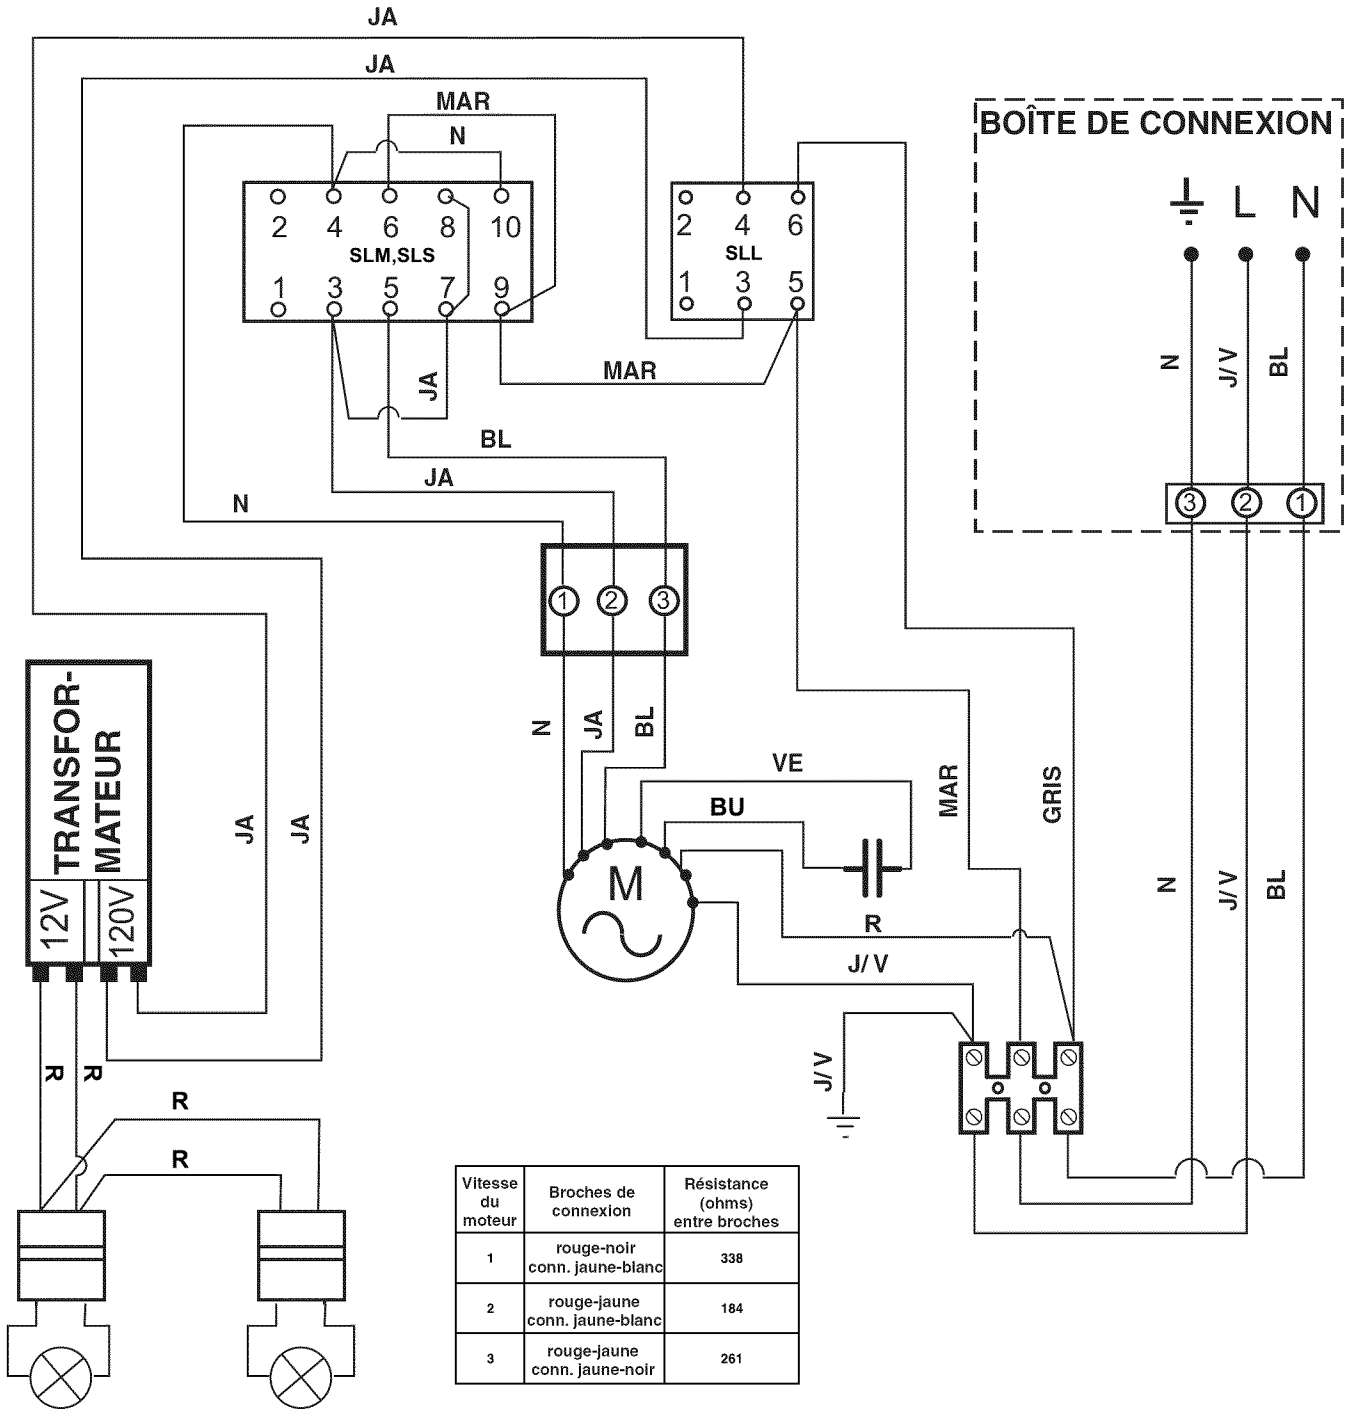 JA
JA
MAR
N
BOÎTE DE CONNEXION
L N
2 4 6 8 10
SLM,SLS
1 3 5 7 9
2 4 6
SLL
1 3 5
MAR
JA
N
J/V
BL
BL
JA
N
3 2 1
1 2 3
N
JA
BL
TRANSFOR-
MATEUR
12V
120V
JA
JA
VE
BU
M
MAR
GRIS
N
J/V
BL
R
J/V
J/V
R
R
R
R
Vitesse
du
moteur
Broches de
connexion
Résistance
(ohms)
entre broches
1
rouge-noir
conn. jaune-blanc
338
2
rouge-jaune
conn. jaune-blanc
184
3
rouge-jaune
conn. jaune-noir
261